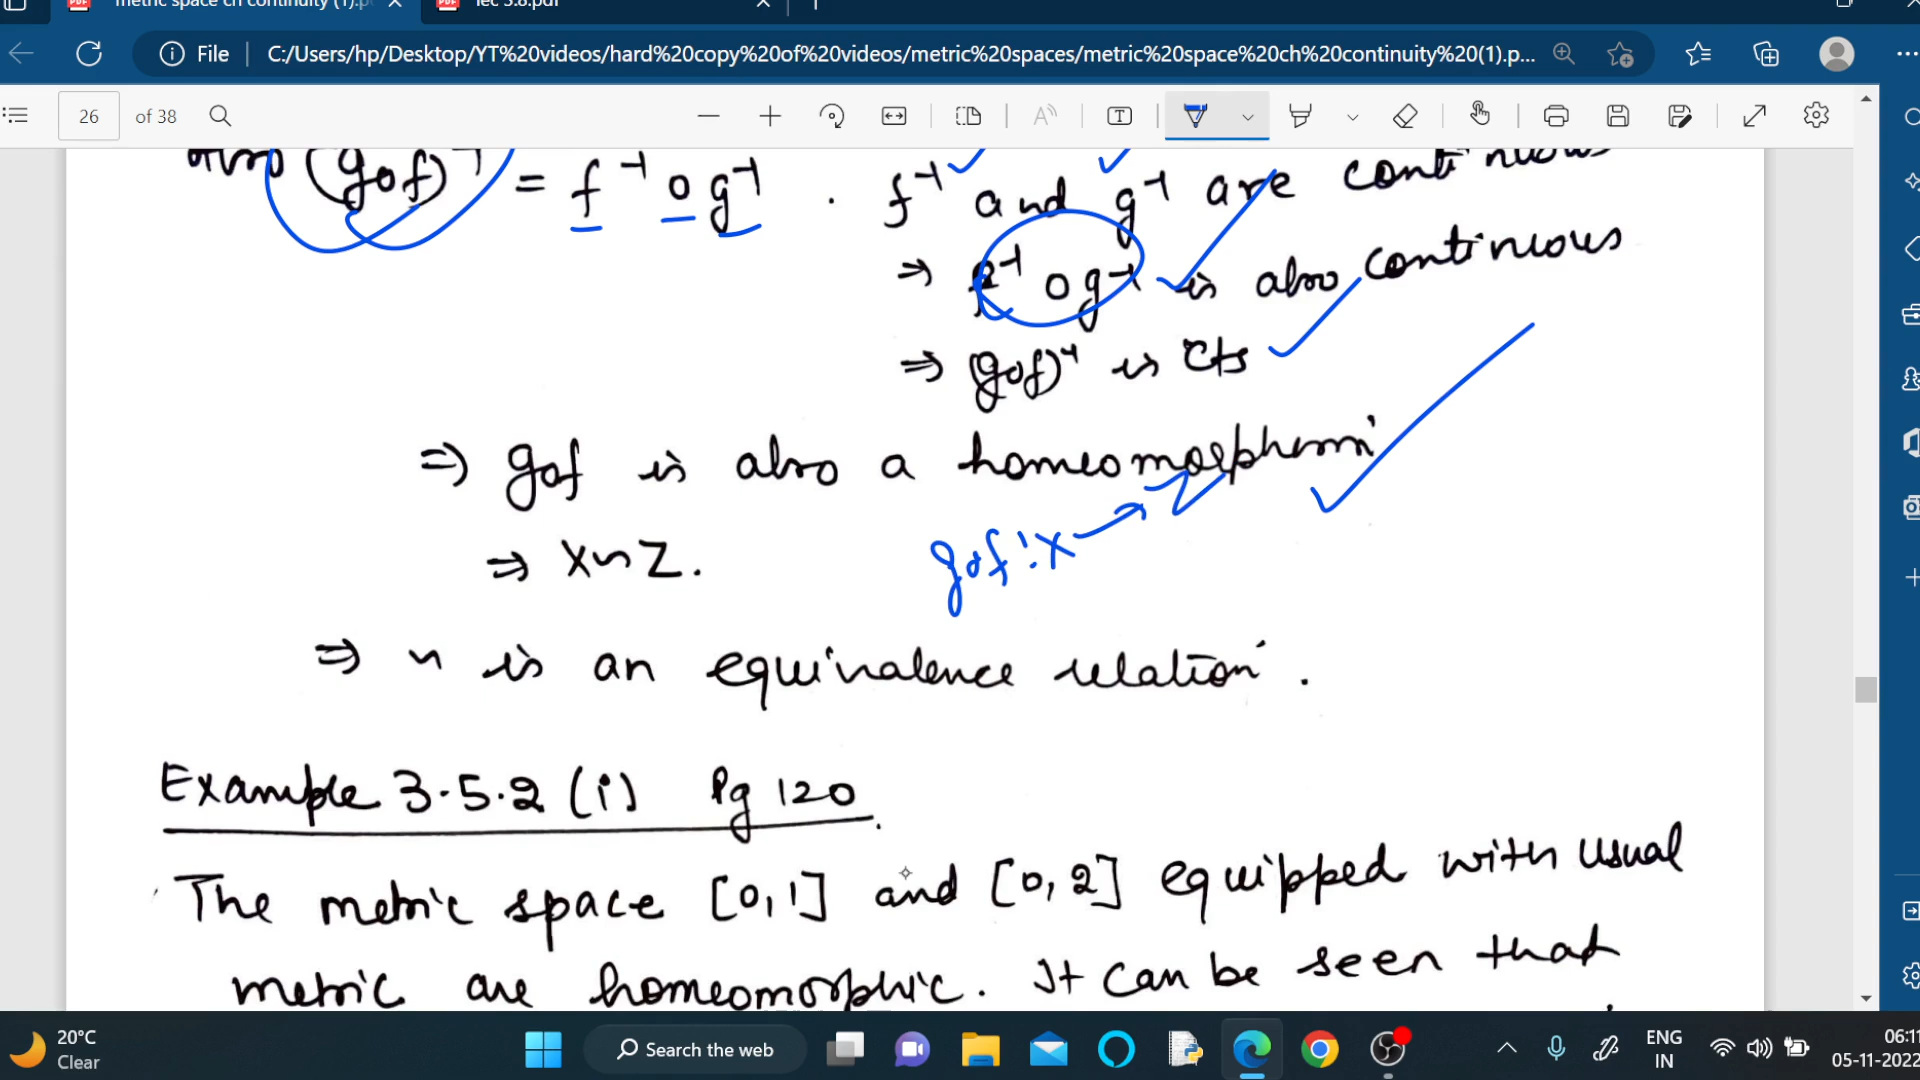 metric space ch continuity (1).p
lec 3.8.pdf
File
C:/Users/hp/Desktop/YT%20videos/hard%20copy%20of%20videos/metric%20spaces/metric%20space%20ch%20continuity%20(1).p...
26 of 38
also (gof)⁻¹ = f⁻¹ o g⁻¹ . f⁻¹ and g⁻¹ are continuous
⇒ f⁻¹ o g⁻¹ is also continuous
⇒ (gof)⁻¹ is Cts
⇒ gof is also a homeomorphism
gof: X → Z
⇒ X ~ Z.
⇒ ~ is an equivalence relation.
Example 3.5.2 (i) Pg 120.
The metric space [0,1] and [0,2] equipped with usual
metric are homeomorphic. It can be seen that
20°C
Clear
Search the web
ENG
IN
06:11
05-11-2022